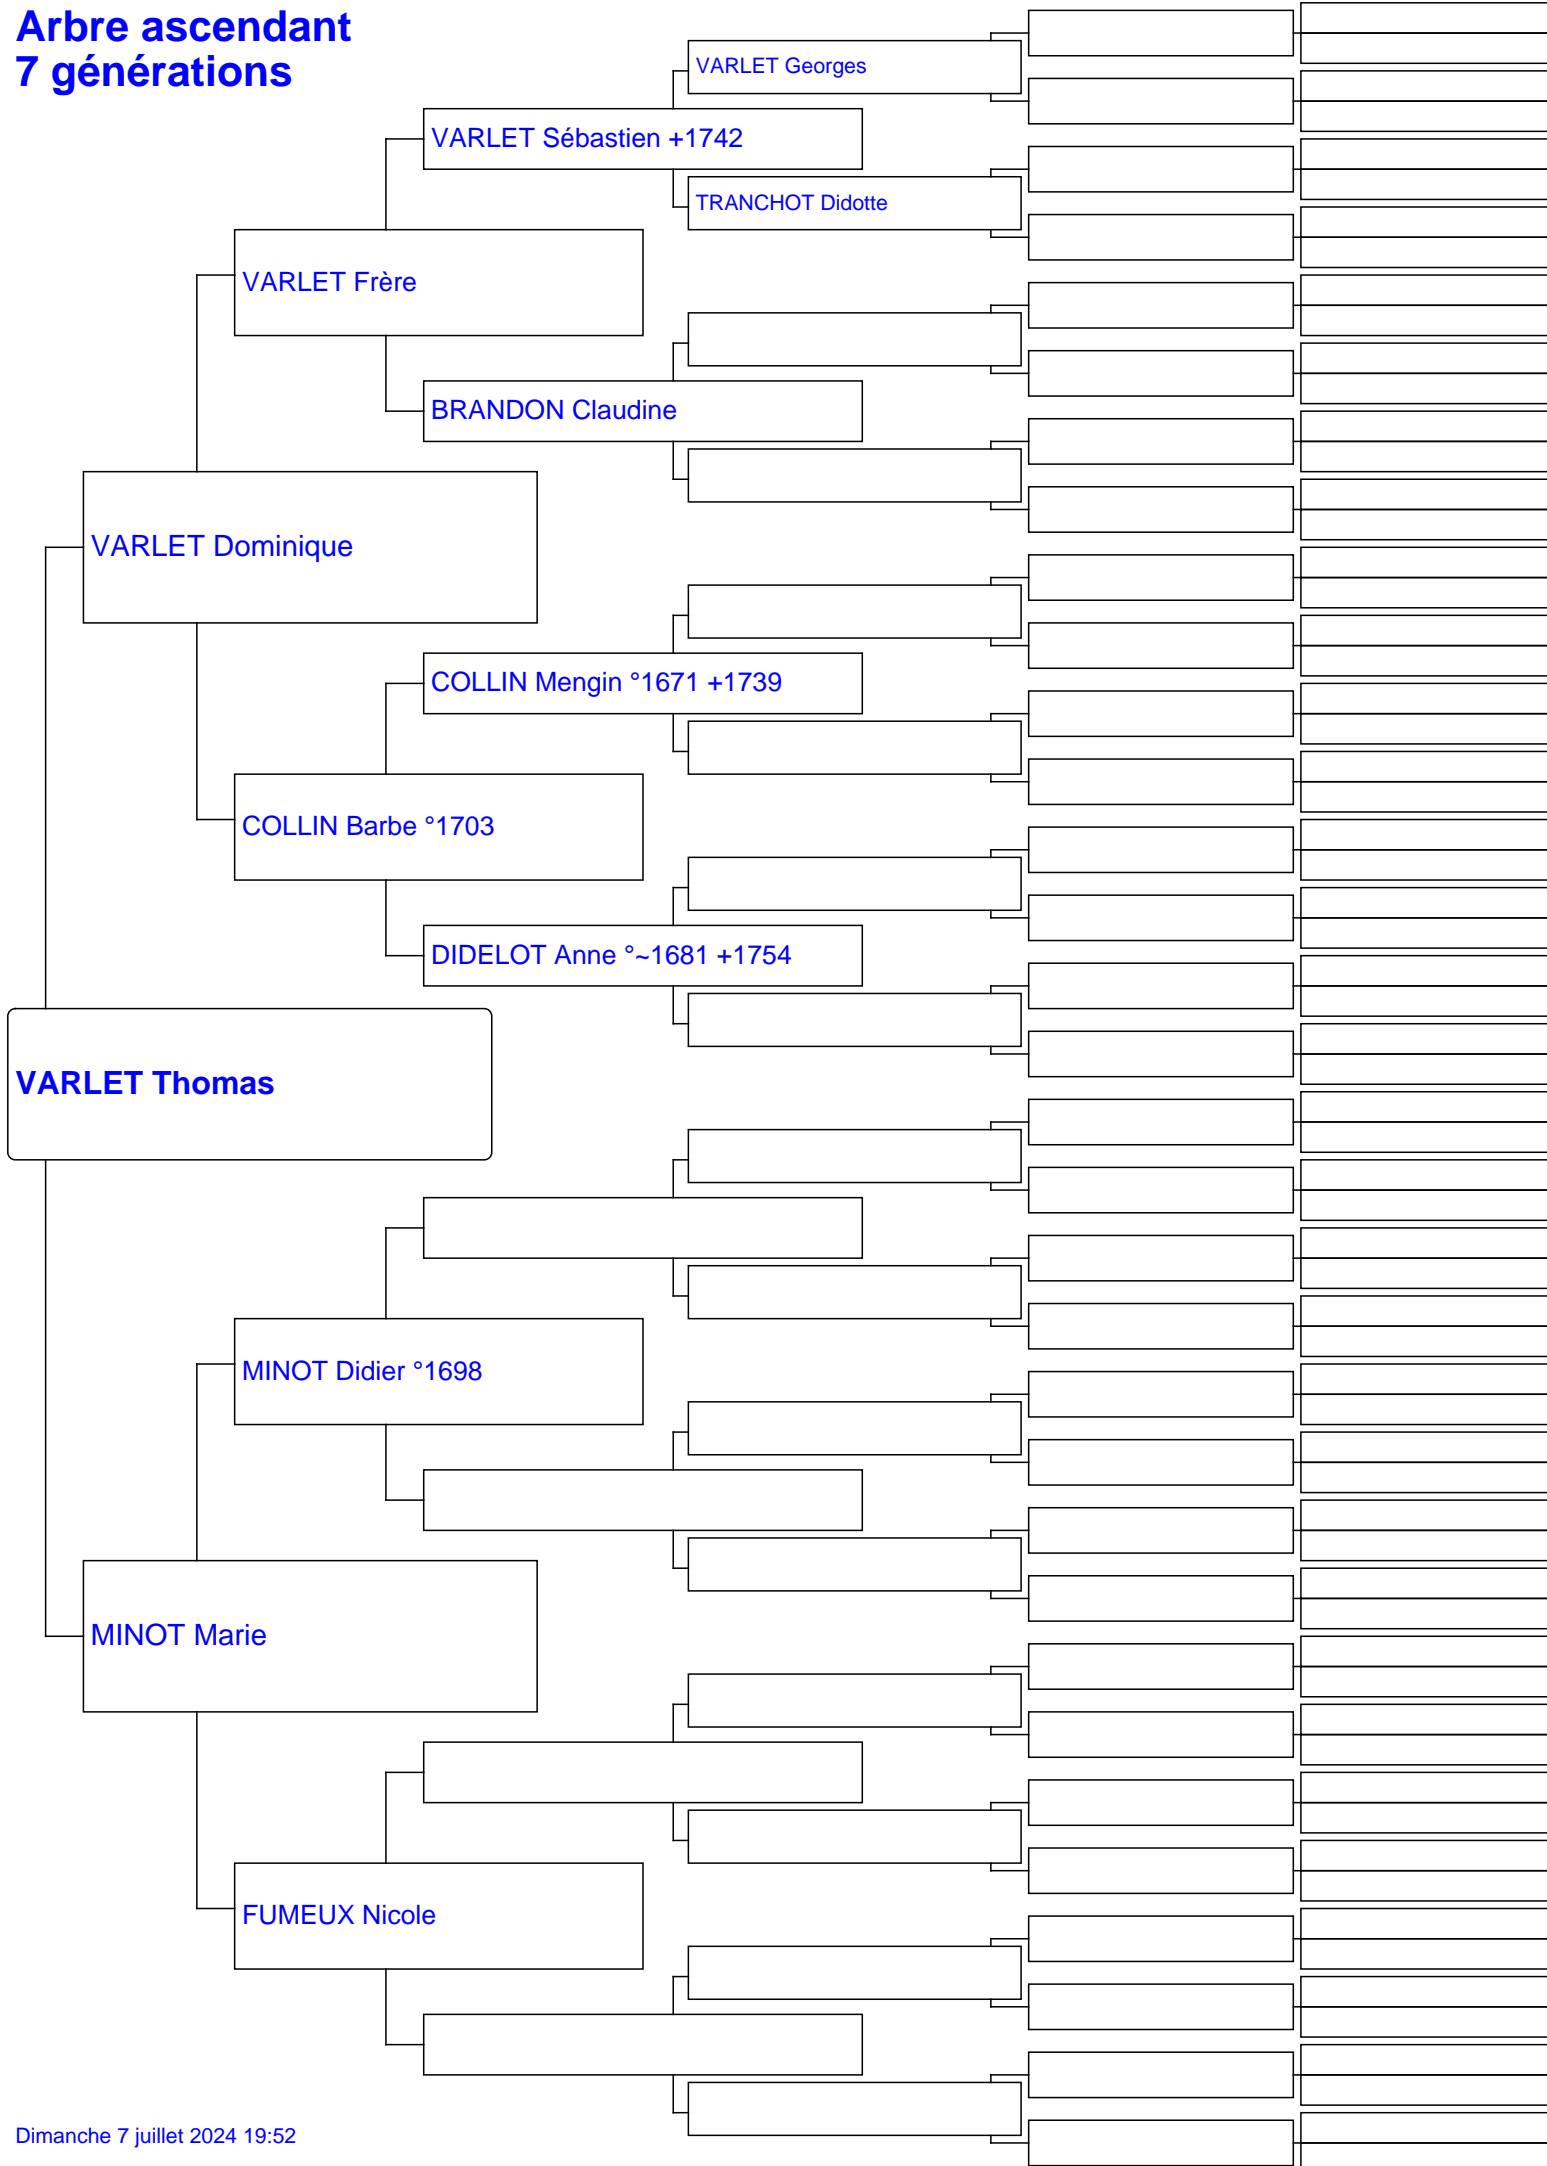 Arbre ascendant
7 générations
VARLET Georges
VARLET Sébastien +1742
TRANCHOT Didotte
VARLET Frère
BRANDON Claudine
VARLET Dominique
COLLIN Mengin °1671 +1739
COLLIN Barbe °1703
DIDELOT Anne °~1681 +1754
VARLET Thomas
MINOT Didier °1698
MINOT Marie
FUMEUX Nicole
Dimanche 7 juillet 2024 19:52